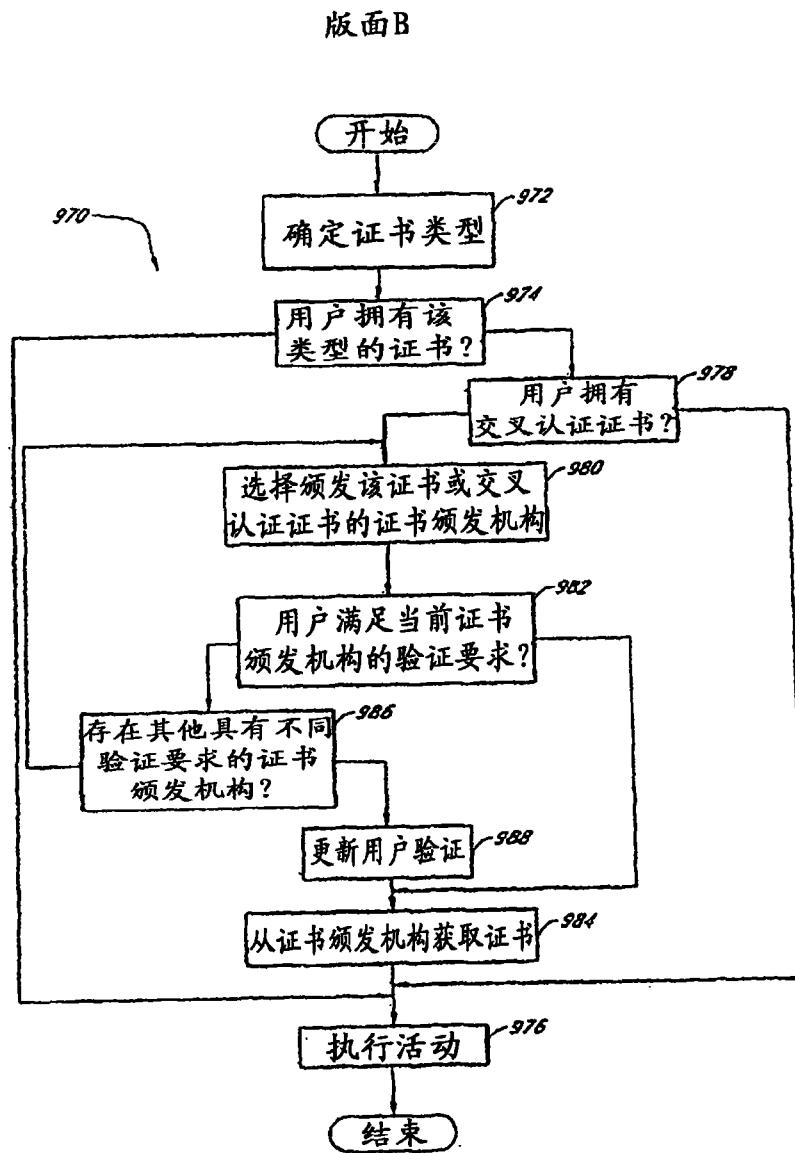 版面B
开始
970
972
确定证书类型
974
用户拥有该
类型的证书?
978
用户拥有
交叉认证证书?
980
选择颁发该证书或交叉
认证证书的证书颁发机构
982
用户满足当前证书
颁发机构的验证要求?
986
存在其他具有不同
验证要求的证书
颁发机构?
更新用户验证
988
从证书颁发机构获取证书
984
执行活动
976
结束